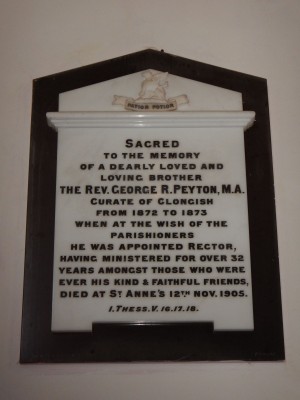 PATIOR POTIOR
SACRED
TO THE MEMORY
OF A DEARLY LOVED AND
LOVING BROTHER
THE REV. GEORGE R. PEYTON, M.A.
CURATE OF CLONGISH
FROM 1872 TO 1873
WHEN AT THE WISH OF THE
PARISHIONERS
HE WAS APPOINTED RECTOR,
HAVING MINISTERED FOR OVER 32
YEARS AMONGST THOSE WHO WERE
EVER HIS KIND & FAITHFUL FRIENDS,
DIED AT ST ANNE'S 12TH NOV. 1905.
I. THESS. V. 16.17.18.